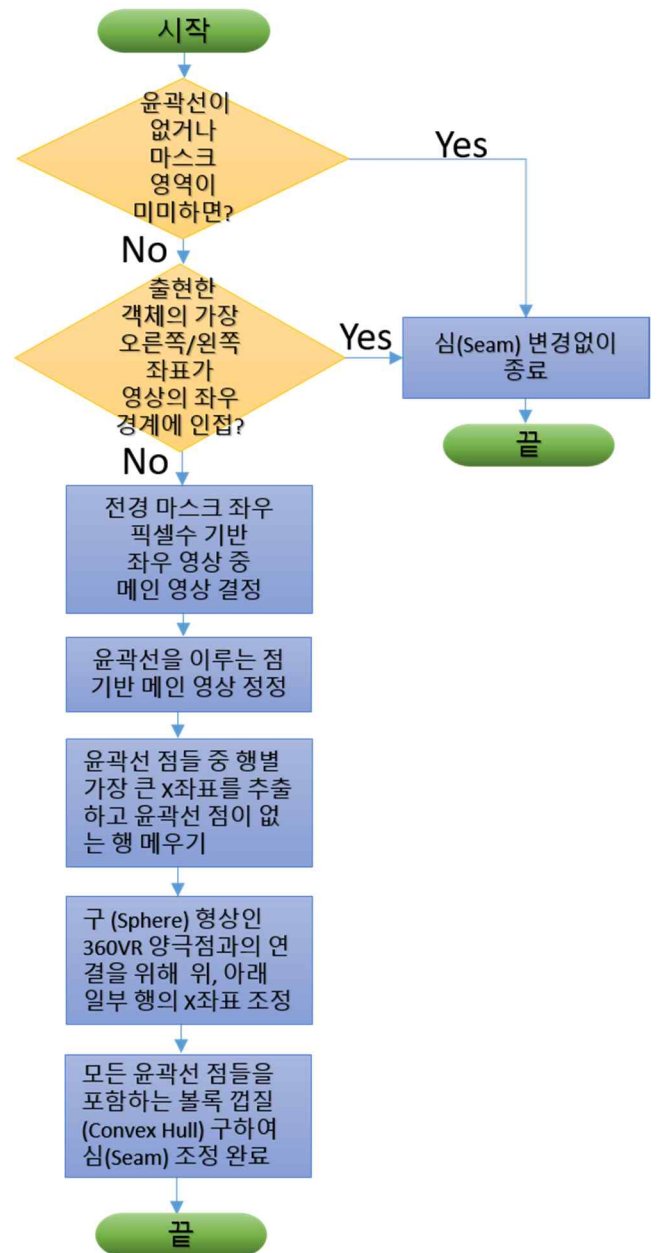 시작
윤곽선이
없거나
마스크
영역이
미미하면?
Yes
No
출현한
객체의 가장
오른쪽/왼쪽
좌표가
영상의 좌우
경계에 인접?
Yes
심(Seam) 변경없이
종료
끝
No
전경 마스크 좌우
픽셀수 기반
좌우 영상 중
메인 영상 결정
윤곽선을 이루는 점
기반 메인 영상 정정
윤곽선 점들 중 행별
가장 큰 x좌표를 추출
하고 윤곽선 점이 없
는 행 메우기
구 (Sphere) 형상인
360VR 양극점과의 연
결을 위해 위, 아래
일부 행의 x좌표 조정
모든 윤곽선 점들을
포함하는 볼록 껍질
(Convex Hull) 구하여
심(Seam) 조정 완료
끝